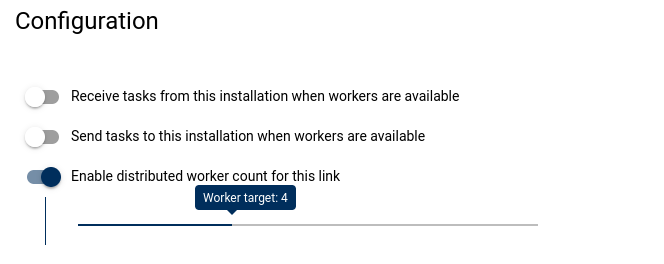 Configuration
Receive tasks from this installation when workers are available
Send tasks to this installation when workers are available
Enable distributed worker count for this link
Worker target: 4